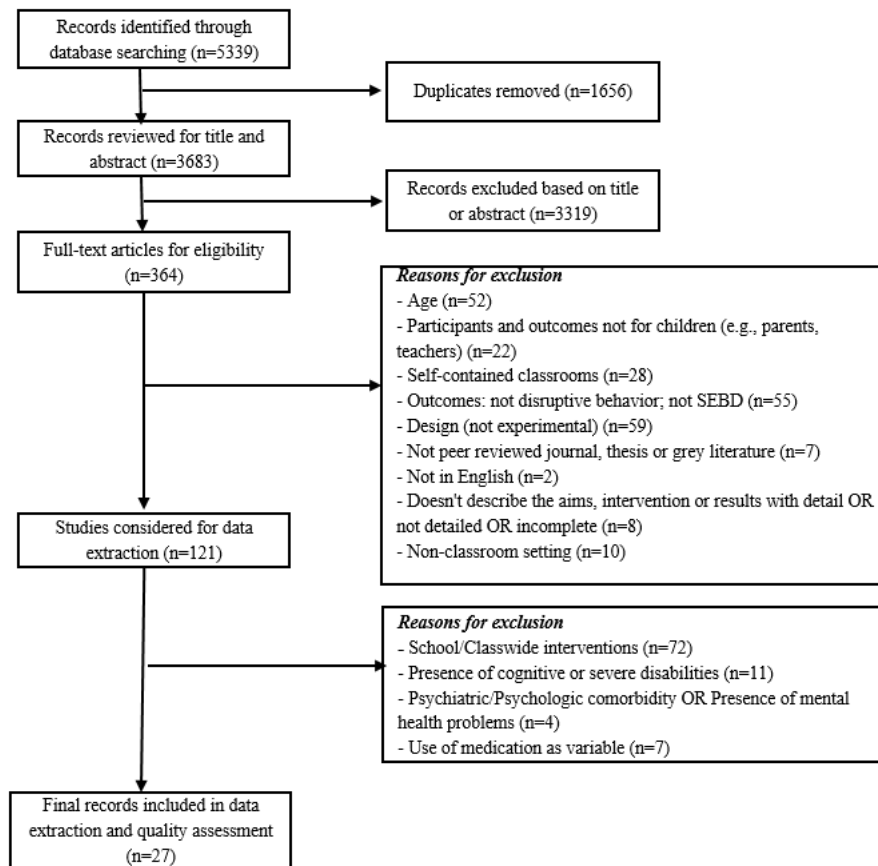 Records identified through
database searching (n=5339)
Duplicates removed (n=1656)
Records reviewed for title and
abstract (n=3683)
Records excluded based on title
or abstract (n=3319)
Full-text articles for eligibility
(n=364)
Reasons for exclusion
- Age (n=52)
- Participants and outcomes not for children (e.g., parents,
teachers) (n=22)
- Self-contained classrooms (n=28)
- Outcomes: not disruptive behavior; not SEBD (n=55)
- Design (not experimental) (n=59)
- Not peer reviewed journal, thesis or grey literature (n=7)
- Not in English (n=2)
- Doesn't describe the aims, intervention or results with detail OR
not detailed OR incomplete (n=8)
- Non-classroom setting (n=10)
Studies considered for data
extraction (n=121)
Reasons for exclusion
- School/Classwide interventions (n=72)
- Presence of cognitive or severe disabilities (n=11)
- Psychiatric/Psychologic comorbidity OR Presence of mental
health problems (n=4)
- Use of medication as variable (n=7)
Final records included in data
extraction and quality assessment
(n=27)